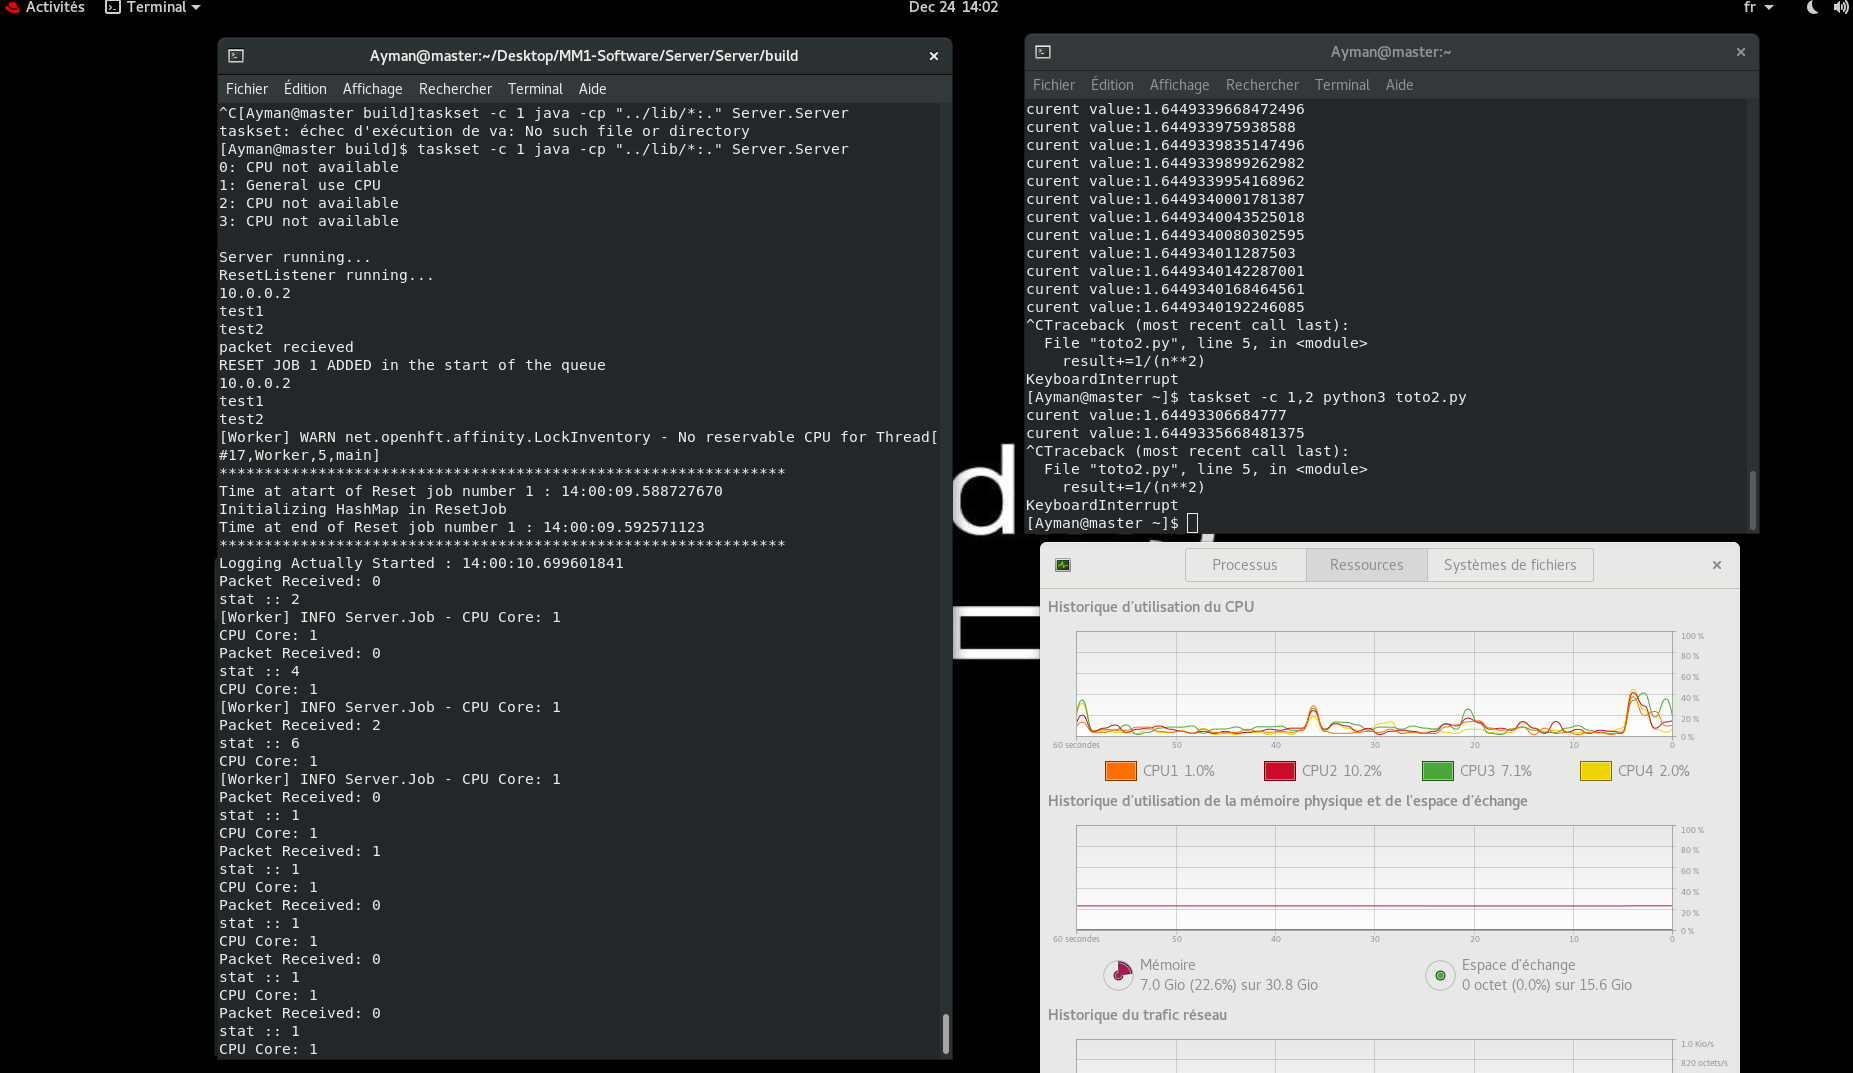 Activités
Terminal
Dec 24 14:02
fr
Ayman@master:~/Desktop/MM1-Software/Server/Server/build
Fichier Édition Affichage Rechercher Terminal Aide
^C[Ayman@master build]taskset -c 1 java -cp "../lib/*:." Server.Server
taskset: échec d'exécution de va: No such file or directory
[Ayman@master build]$ taskset -c 1 java -cp "../lib/*:." Server.Server
0: CPU not available
1: General use CPU
2: CPU not available
3: CPU not available
Server running...
ResetListener running...
10.0.0.2
test1
test2
packet recieved
RESET JOB 1 ADDED in the start of the queue
10.0.0.2
test1
test2
[Worker] WARN net.openhft.affinity.LockInventory - No reservable CPU for Thread[
#17,Worker,5,main]
***************************************************************
Time at atart of Reset job number 1 : 14:00:09.588727670
Initializing HashMap in ResetJob
Time at end of Reset job number 1 : 14:00:09.592571123
***************************************************************
Logging Actually Started : 14:00:10.699601841
Packet Received: 0
stat :: 2
[Worker] INFO Server.Job - CPU Core: 1
CPU Core: 1
Packet Received: 0
stat :: 4
CPU Core: 1
[Worker] INFO Server.Job - CPU Core: 1
Packet Received: 2
stat :: 6
CPU Core: 1
[Worker] INFO Server.Job - CPU Core: 1
Packet Received: 0
stat :: 1
CPU Core: 1
Packet Received: 1
stat :: 1
CPU Core: 1
Packet Received: 0
stat :: 1
CPU Core: 1
Packet Received: 0
stat :: 1
CPU Core: 1
Packet Received: 0
stat :: 1
CPU Core: 1
Ayman@master:~
Fichier Édition Affichage Rechercher Terminal Aide
curent value:1.6449339668472496
curent value:1.644933975938588
curent value:1.6449339835147496
curent value:1.6449339899262982
curent value:1.6449339954168962
curent value:1.6449340001781387
curent value:1.6449340043525018
curent value:1.6449340080302595
curent value:1.644934011287503
curent value:1.6449340142287001
curent value:1.6449340168464561
curent value:1.6449340192246085
^CTraceback (most recent call last):
File "toto2.py", line 5, in <module>
result+=1/(n**2)
KeyboardInterrupt
[Ayman@master ~]$ taskset -c 1,2 python3 toto2.py
curent value:1.64493306684777
curent value:1.6449335668481375
^CTraceback (most recent call last):
File "toto2.py", line 5, in <module>
result+=1/(n**2)
KeyboardInterrupt
[Ayman@master ~]$
d
Processus Ressources Systèmes de fichiers
Historique d'utilisation du CPU
100 %
80 %
60 %
40 %
20 %
0 %
60 secondes 50 40 30 20 10 0
CPU1 1.0% CPU2 10.2% CPU3 7.1% CPU4 2.0%
Historique d'utilisation de la mémoire physique et de l'espace d'échange
100 %
80 %
60 %
40 %
20 %
0 %
60 secondes 50 40 30 20 10 0
Mémoire
7.0 Gio (22.6%) sur 30.8 Gio
Espace d'échange
0 octet (0.0%) sur 15.6 Gio
Historique du trafic réseau
1.0 Kio/s
820 octets/s